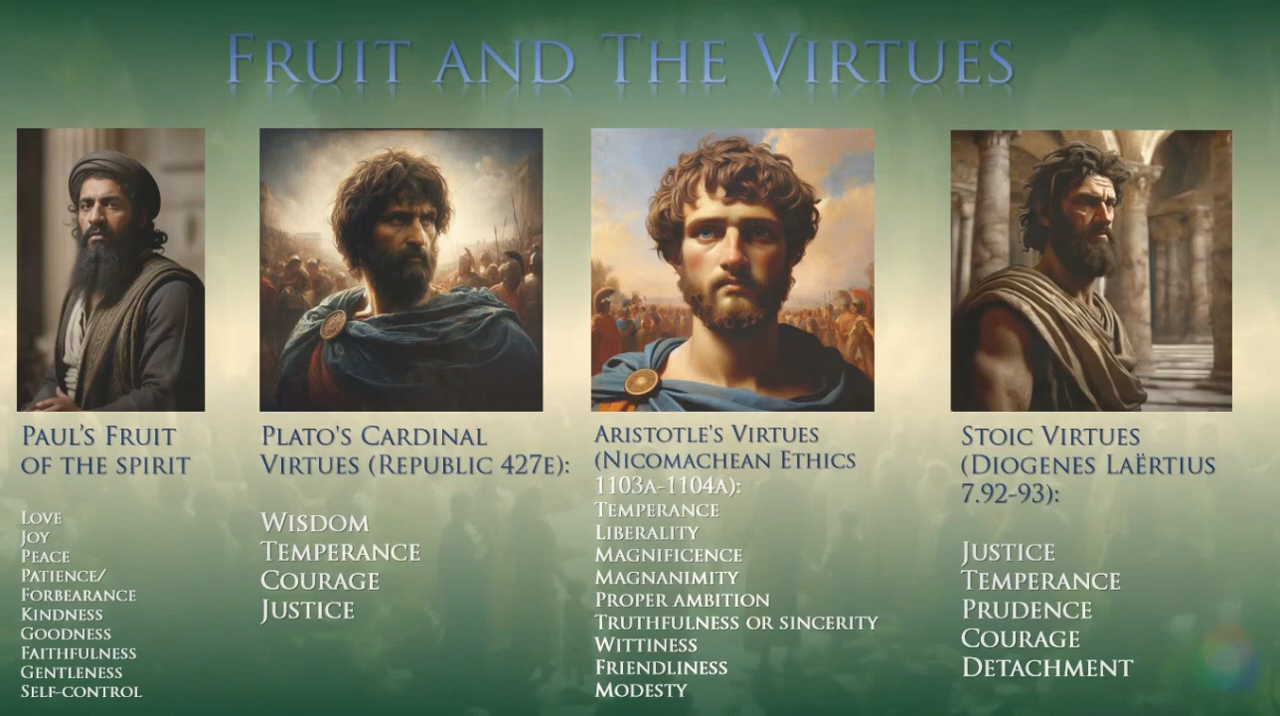 FRUIT AND THE VIRTUES
PAUL'S FRUIT
OF THE SPIRIT
LOVE
JOY
PEACE
PATIENCE/
FORBEARANCE
KINDNESS
GOODNESS
FAITHFULNESS
GENTLENESS
SELF-CONTROL
PLATO'S CARDINAL
VIRTUES (REPUBLIC 427E):
WISDOM
TEMPERANCE
COURAGE
JUSTICE
ARISTOTLE'S VIRTUES
(NICOMACHEAN ETHICS
1103A-1104A):
TEMPERANCE
LIBERALITY
MAGNIFICENCE
MAGNANIMITY
PROPER AMBITION
TRUTHFULNESS OR SINCERITY
WITTINESS
FRIENDLINESS
MODESTY
STOIC VIRTUES
(DIOGENES LAËRTIUS
7.92-93):
JUSTICE
TEMPERANCE
PRUDENCE
COURAGE
DETACHMENT